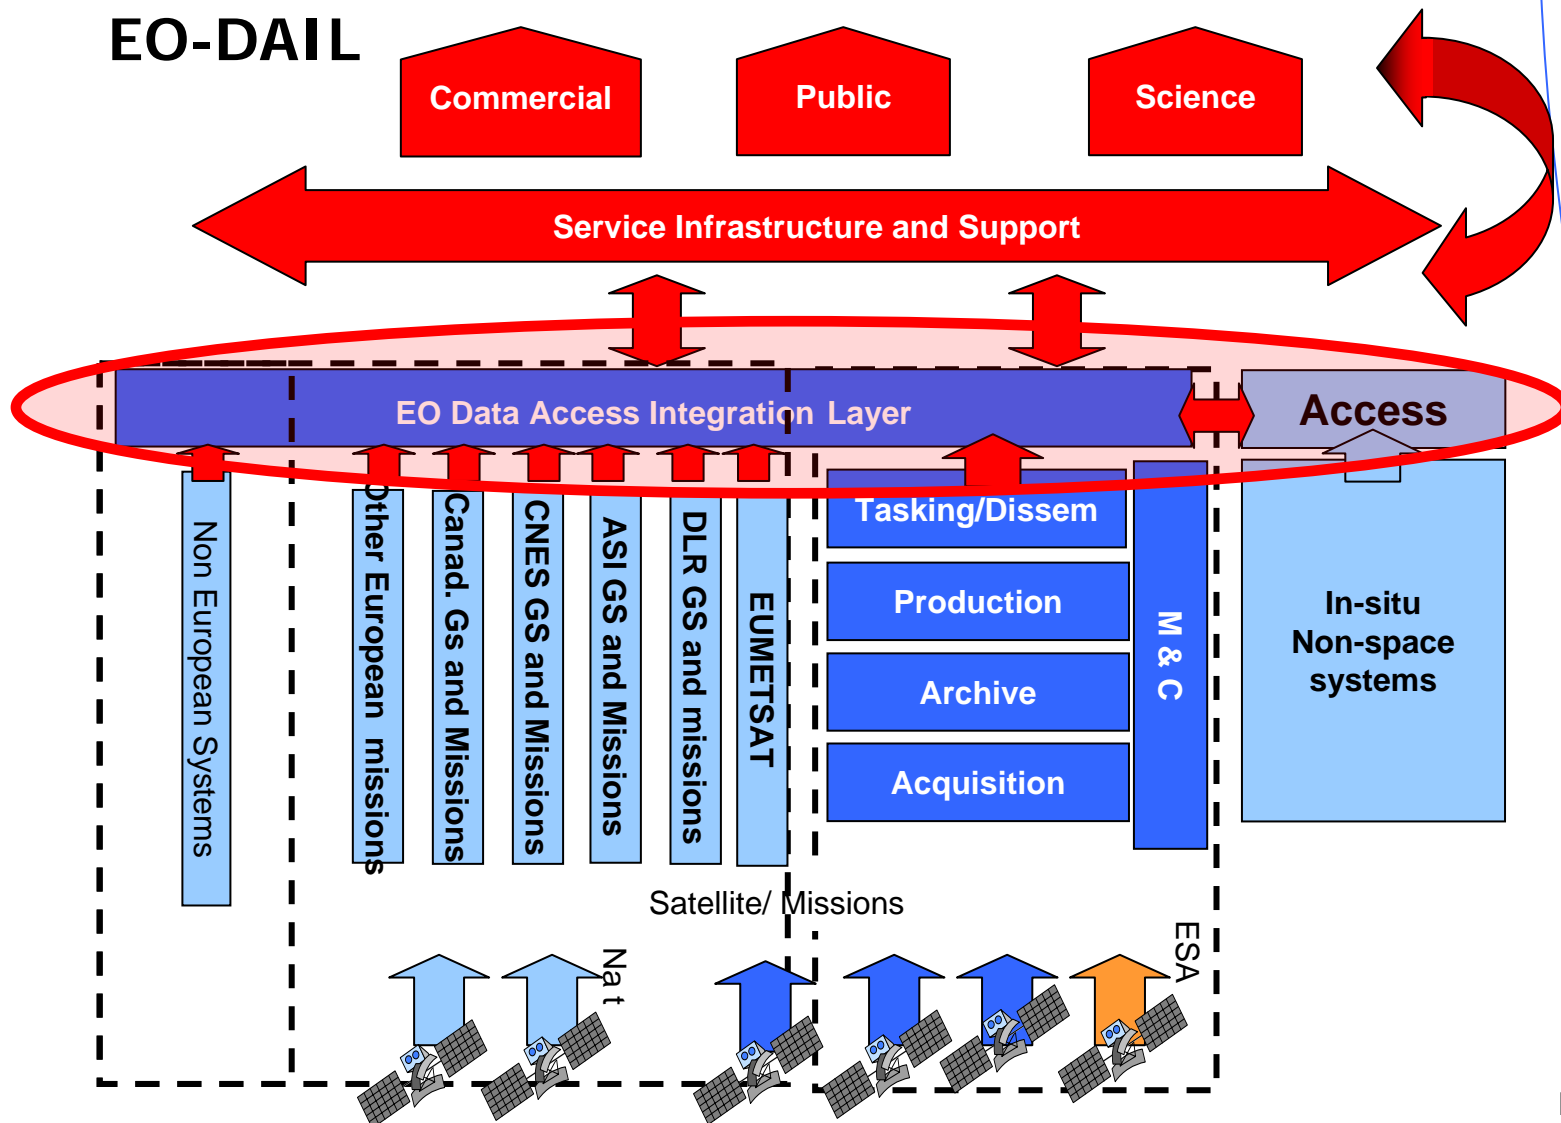 EO-DAIL
Commercial
Public
Science
Service Infrastructure and Support
EO Data Access Integration Layer
Access
Non European Systems
Other European missions
Canad. Gs and Missions
CNES GS and Missions
ASI GS and Missions
DLR GS and missions
EUMETSAT
Tasking/Dissem
Production
Archive
Acquisition
M & C
In-situ
Non-space
systems
Satellite/ Missions
Nat
ESA